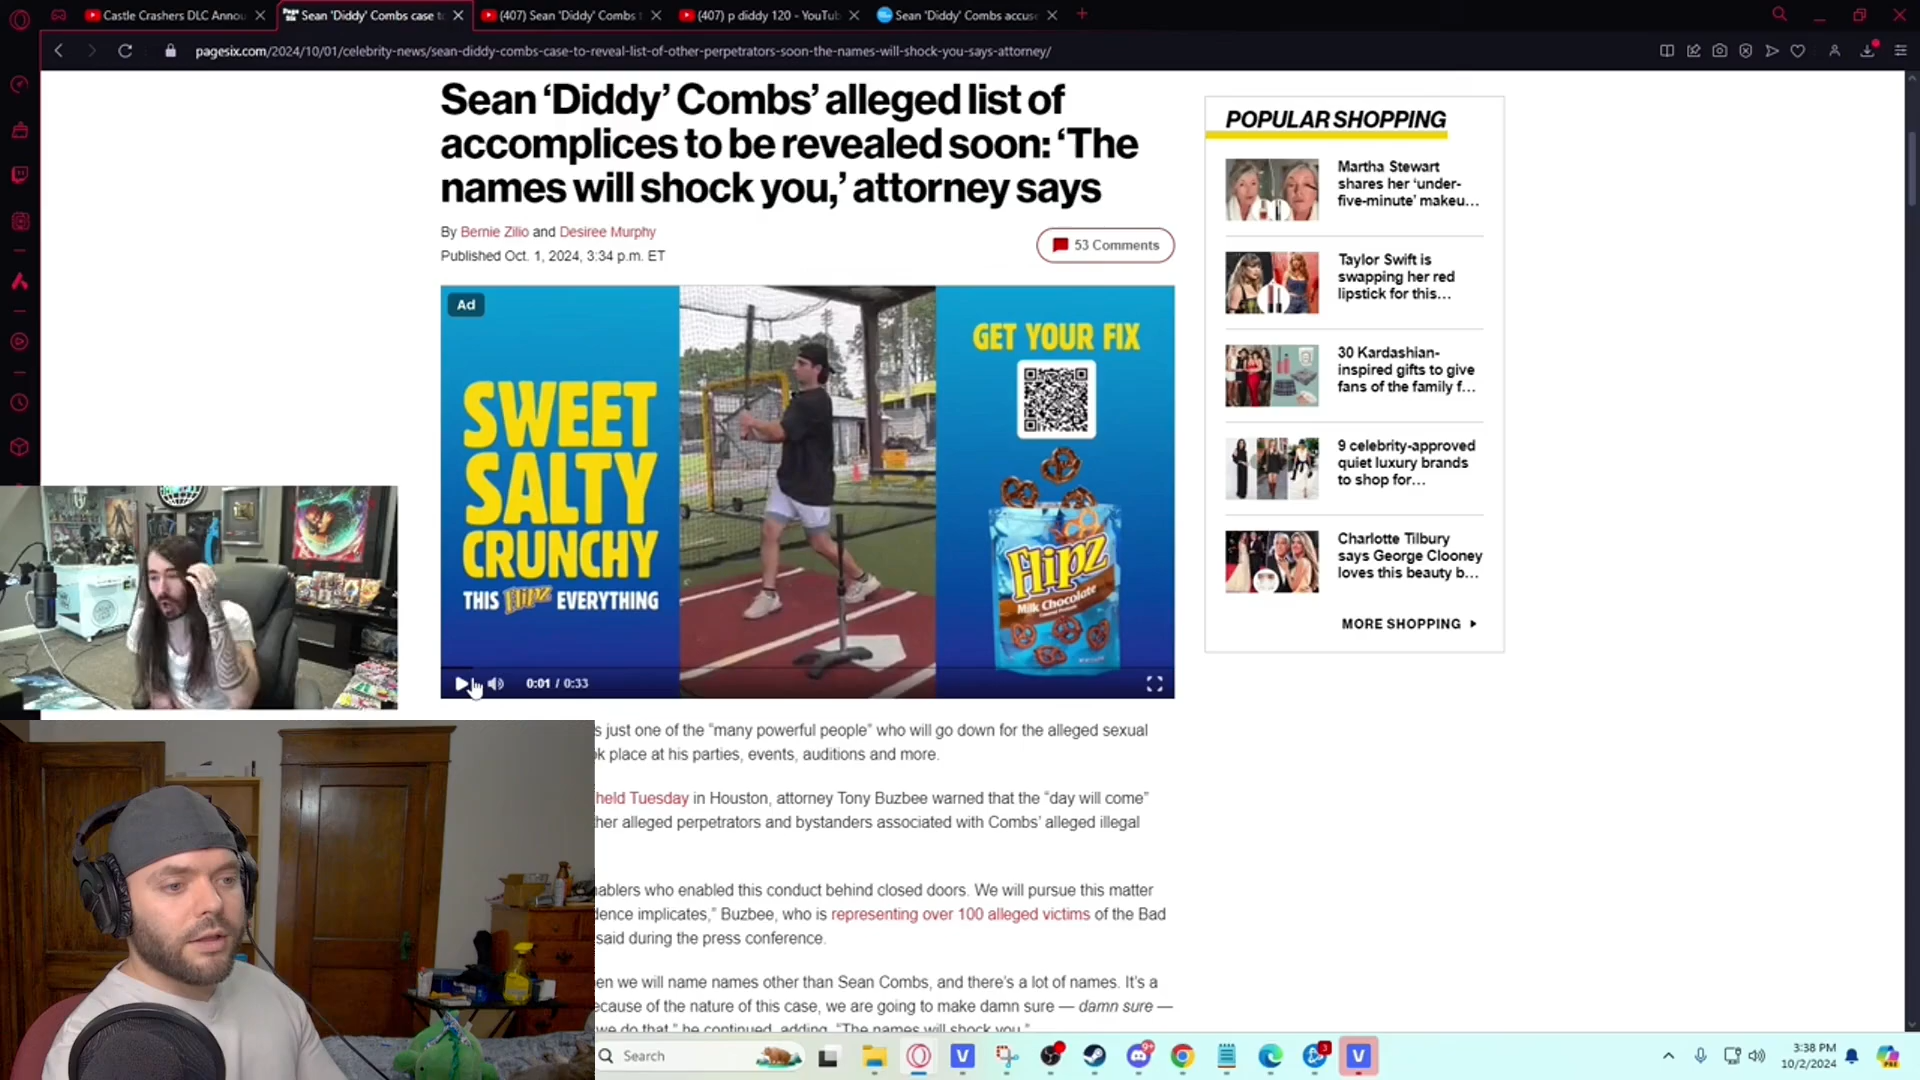 Castle Crashers DLC Annou
Sean 'Diddy' Combs case to
(407) Sean 'Diddy' Combs
(407) p diddy 120 - YouTub
Sean 'Diddy' Combs accuse
pagesix.com/2024/10/01/celebrity-news/sean-diddy-combs-case-to-reveal-list-of-other-perpetrators-soon-the-names-will-shock-you-says-attorney/
Sean ‘Diddy’ Combs’ alleged list of
accomplices to be revealed soon: ‘The
names will shock you,’ attorney says
By Bernie Zilio and Desiree Murphy
Published Oct. 1, 2024, 3:34 p.m. ET
53 Comments
Ad
SWEET
SALTY
CRUNCHY
THIS Flipz EVERYTHING
GET YOUR FIX
Flipz
Milk Chocolate
0:01 / 0:33
s just one of the “many powerful people” who will go down for the alleged sexual
ok place at his parties, events, auditions and more.
held Tuesday in Houston, attorney Tony Buzbee warned that the “day will come”
her alleged perpetrators and bystanders associated with Combs’ alleged illegal
ablers who enabled this conduct behind closed doors. We will pursue this matter
dence implicates,” Buzbee, who is representing over 100 alleged victims of the Bad
said during the press conference.
en we will name names other than Sean Combs, and there’s a lot of names. It’s a
ecause of the nature of this case, we are going to make damn sure — damn sure —
we do that,” he continued, adding, “The names will shock you.”
POPULAR SHOPPING
Martha Stewart
shares her ‘under-
five-minute’ makeu...
Taylor Swift is
swapping her red
lipstick for this...
30 Kardashian-
inspired gifts to give
fans of the family f...
9 celebrity-approved
quiet luxury brands
to shop for...
Charlotte Tilbury
says George Clooney
loves this beauty b...
MORE SHOPPING
Search
3:38 PM
10/2/2024